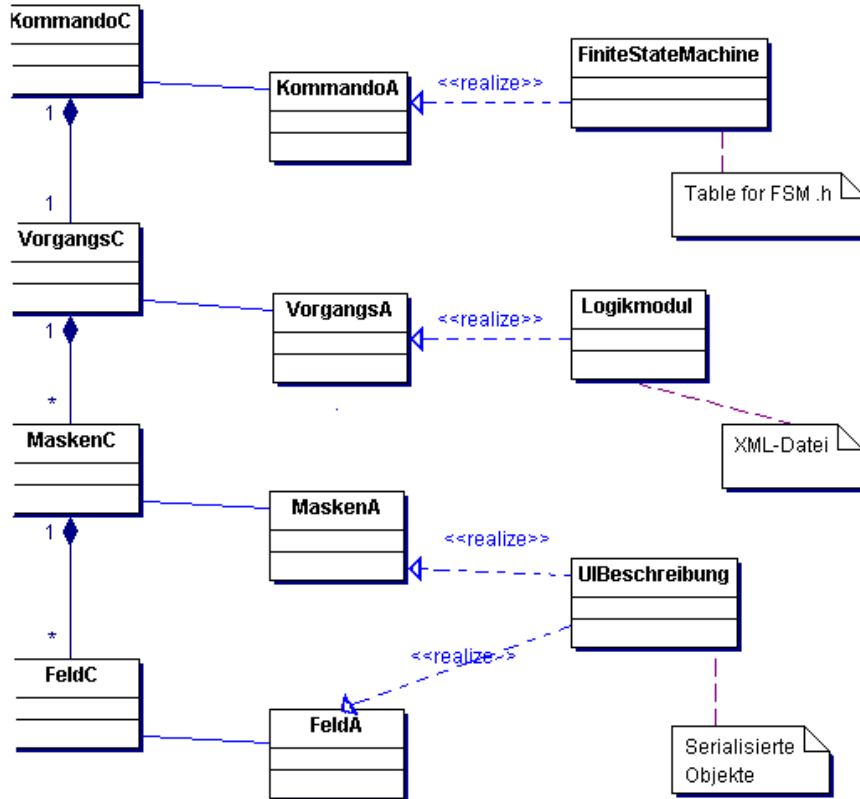 KommandoC
FiniteStateMachine
KommandoA
<<realize>>
1
Table for FSM .h
1
VorgangsC
VorgangsA
<<realize>>
Logikmodul
1
*
MaskenC
XML-Datei
MaskenA
1
<<realize>>
UIBeschreibung
*
<<realize>>
FeldC
FeldA
Serialisierte
Objekte